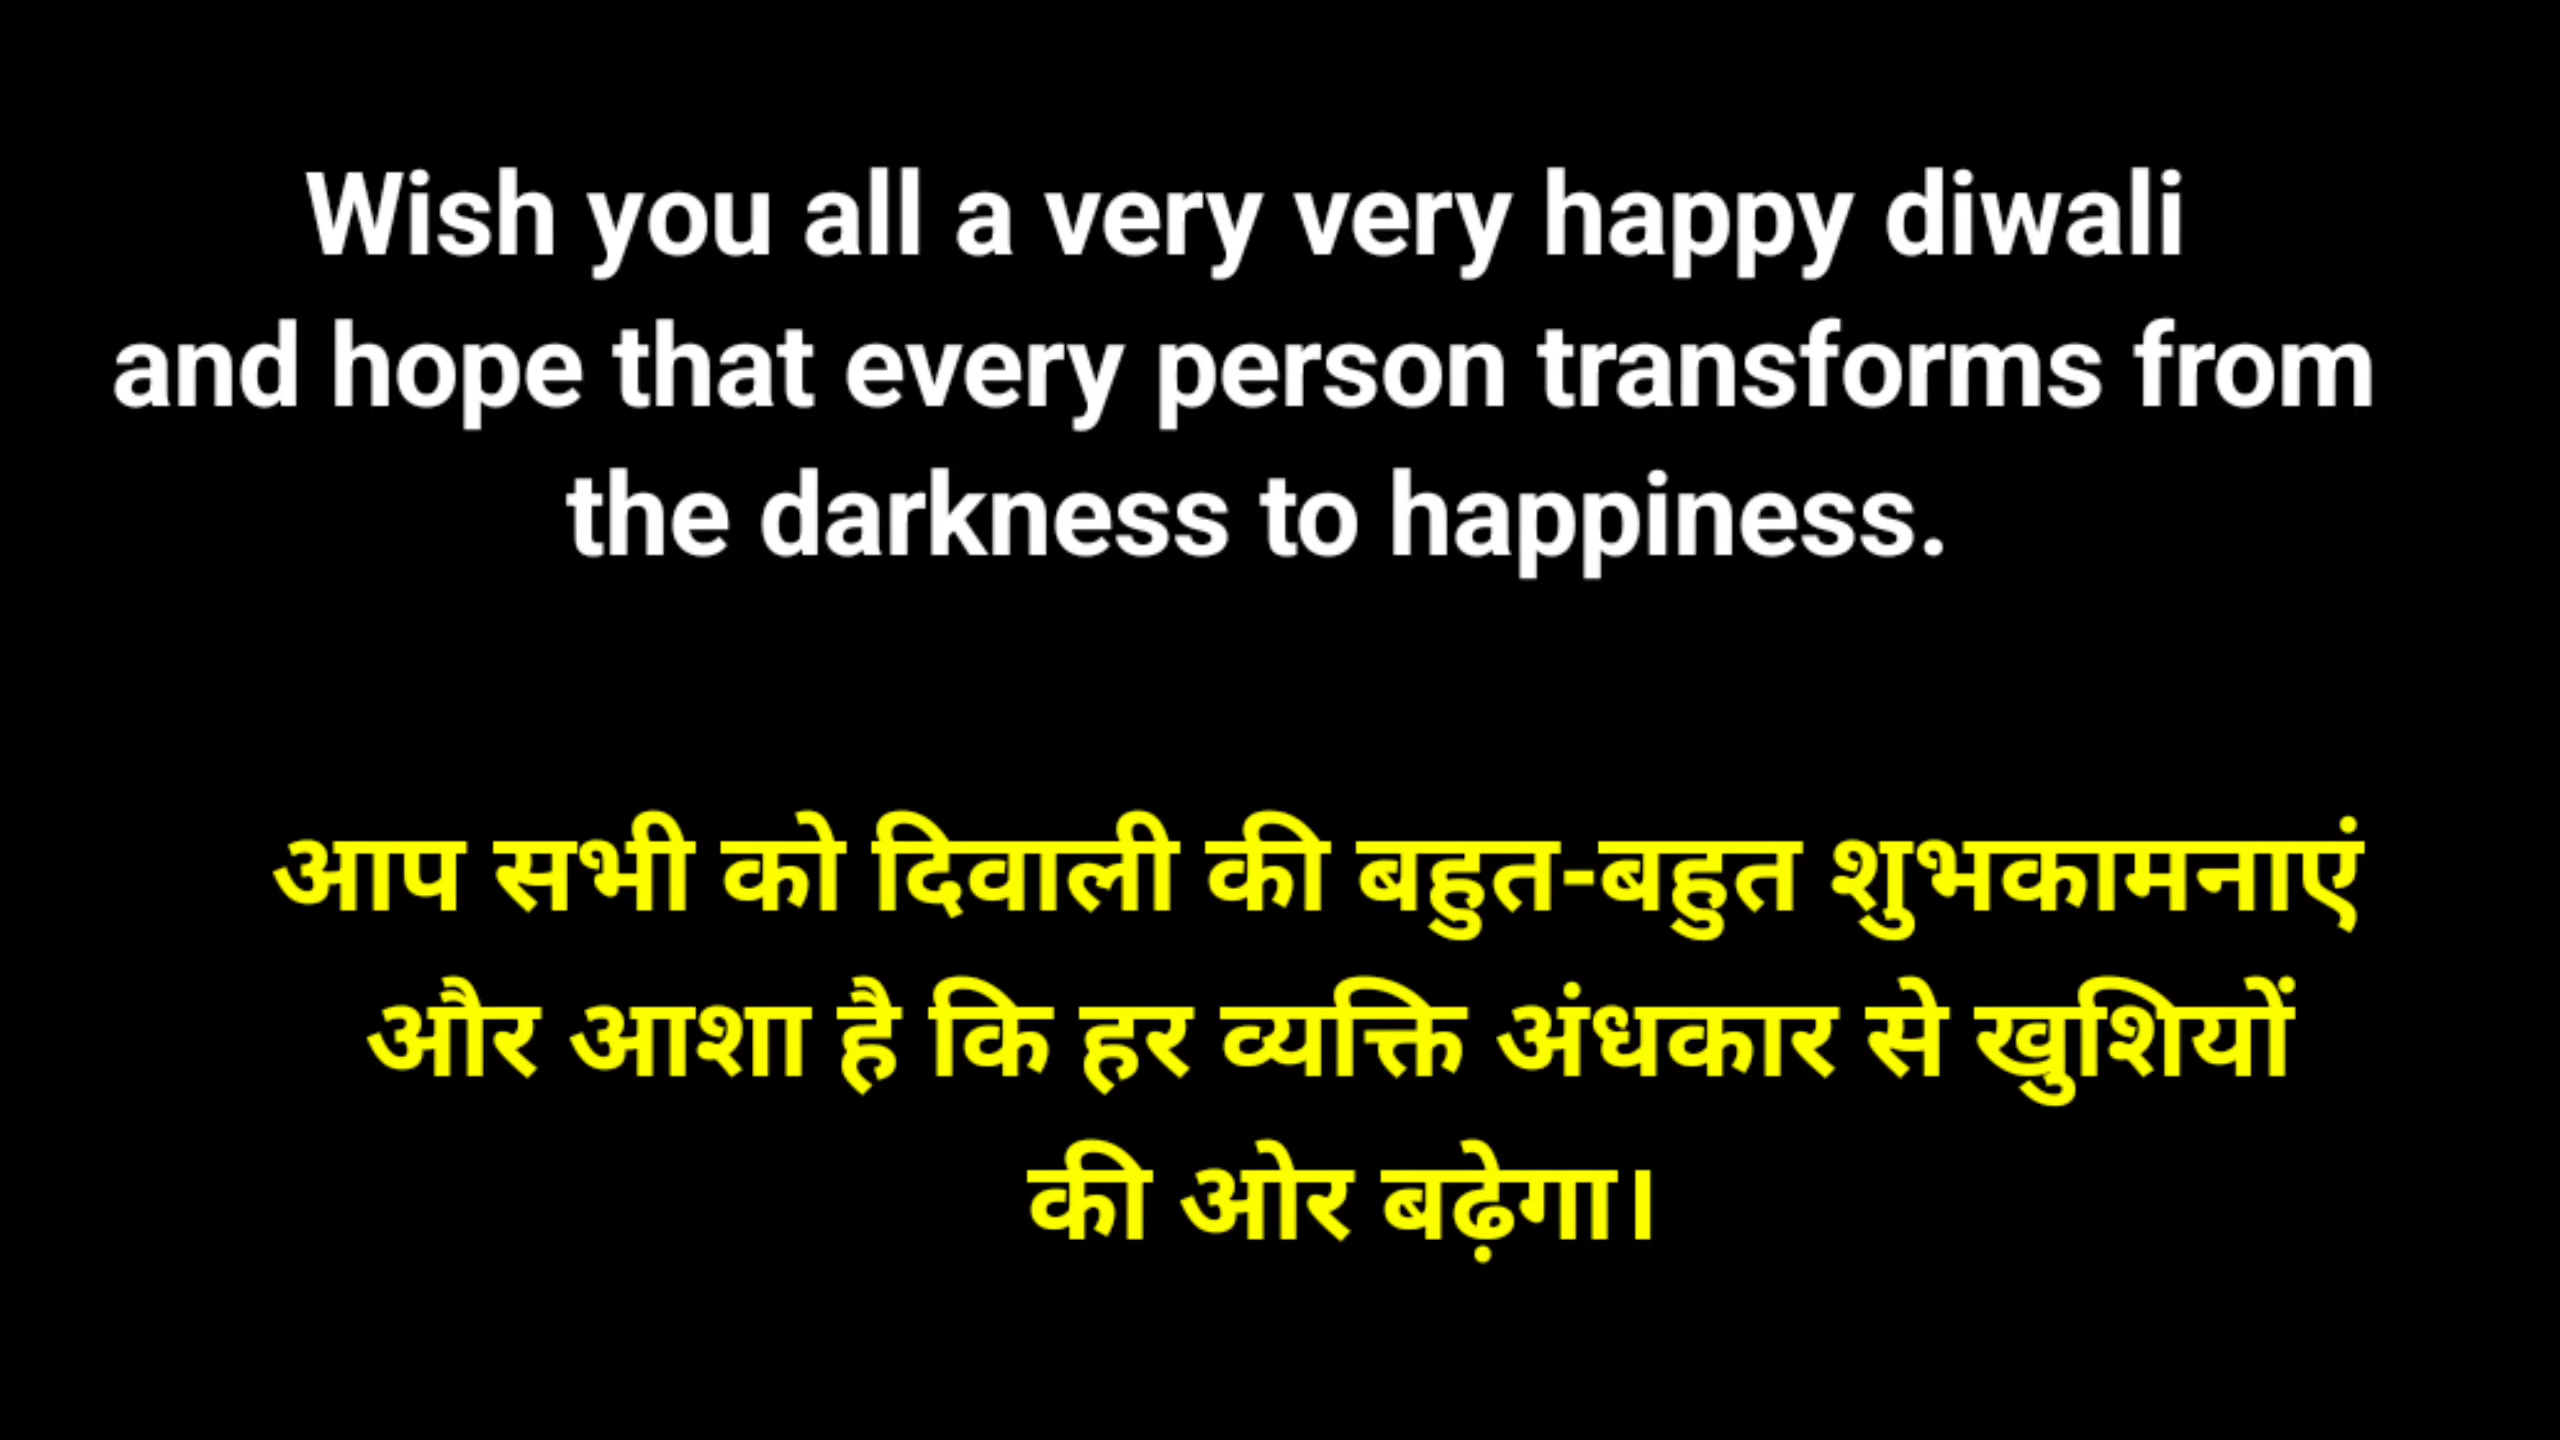 Wish you all a very very happy diwali
and hope that every person transforms from
the darkness to happiness.
आप सभी को दिवाली की बहुत-बहुत शुभकामनाएं
और आशा है कि हर व्यक्ति अंधकार से खुशियों
की ओर बढ़ेगा।